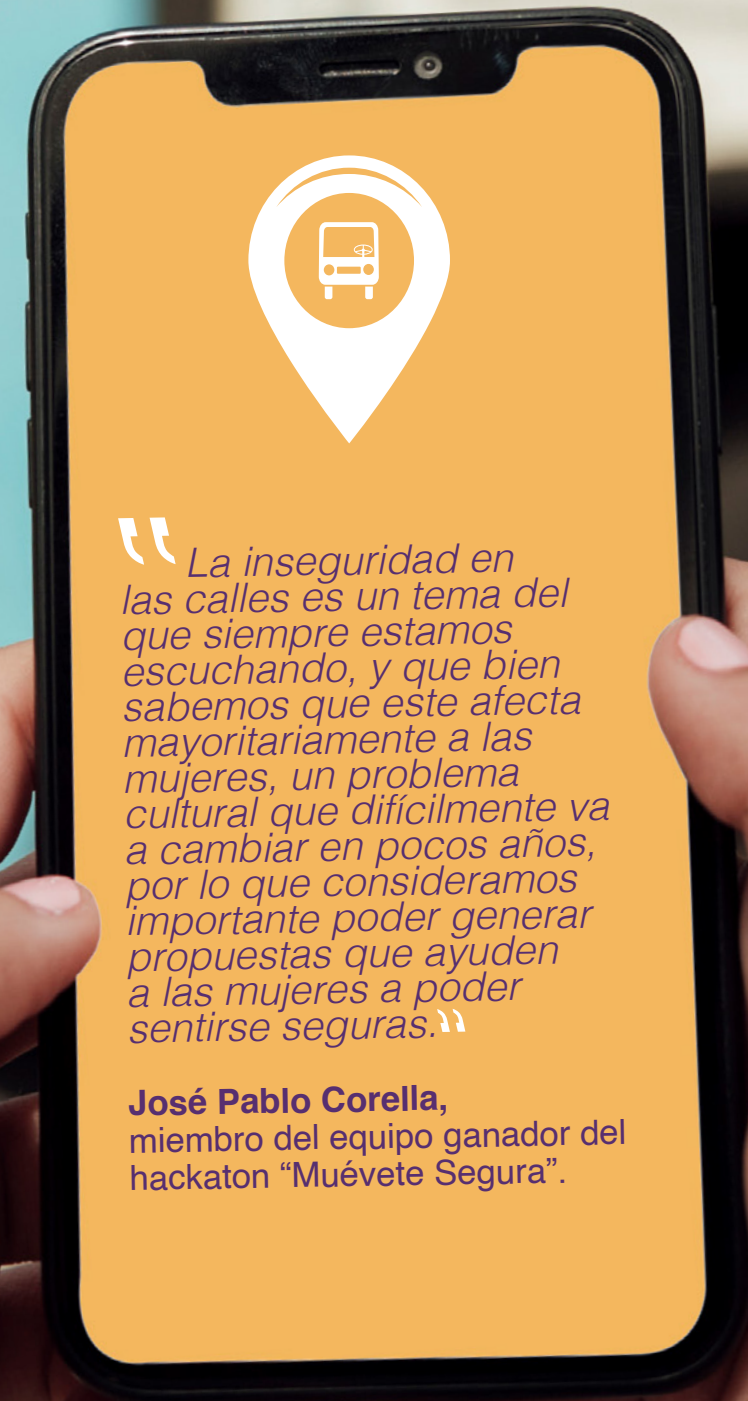 “ La inseguridad en
las calles es un tema del
que siempre estamos
escuchando, y que bien
sabemos que este afecta
mayoritariamente a las
mujeres, un problema
cultural que difícilmente va
a cambiar en pocos años,
por lo que consideramos
importante poder generar
propuestas que ayuden
a las mujeres a poder
sentirse seguras.”
José Pablo Corella,
miembro del equipo ganador del
hackaton “Muévete Segura”.